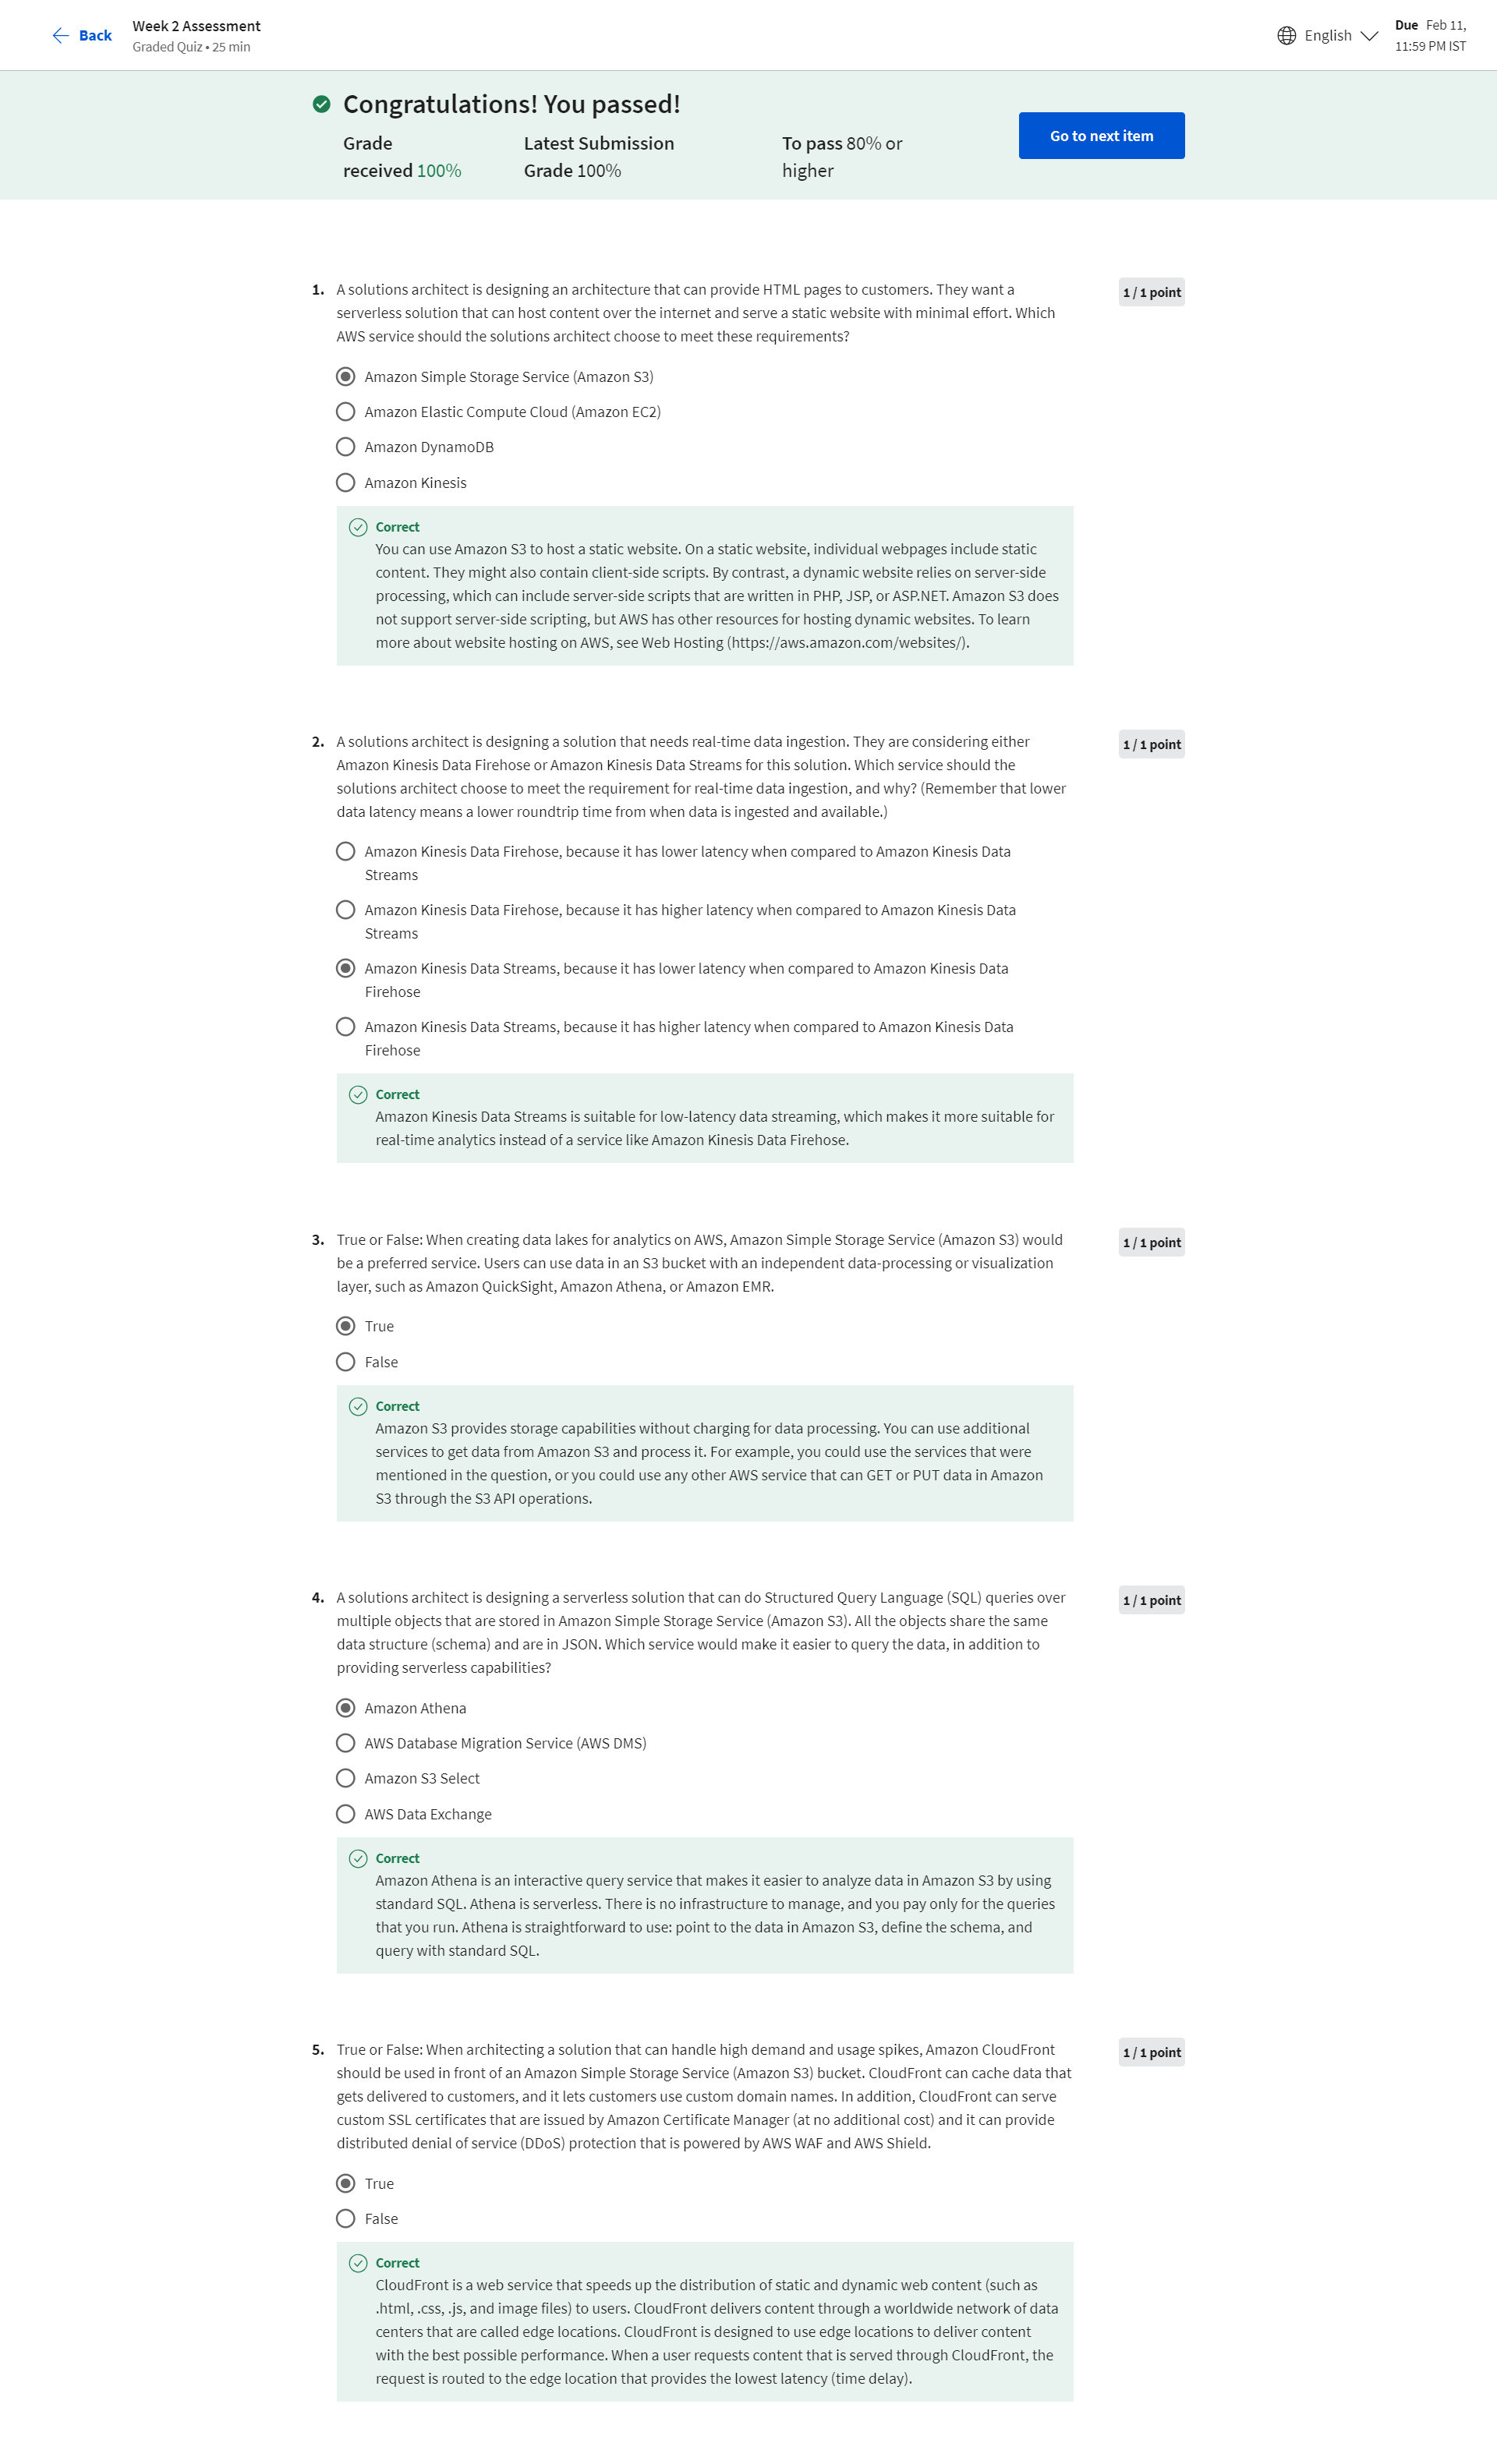 Back
Week 2 Assessment
Graded Quiz • 25 min
English
Due Feb 11,
11:59 PM IST
Congratulations! You passed!
Grade
received 100%
Latest Submission
Grade 100%
To pass 80% or
higher
Go to next item
1. A solutions architect is designing an architecture that can provide HTML pages to customers. They want a
serverless solution that can host content over the internet and serve a static website with minimal effort. Which
AWS service should the solutions architect choose to meet these requirements?
1 / 1 point
Amazon Simple Storage Service (Amazon S3)
Amazon Elastic Compute Cloud (Amazon EC2)
Amazon DynamoDB
Amazon Kinesis
Correct
You can use Amazon S3 to host a static website. On a static website, individual webpages include static
content. They might also contain client-side scripts. By contrast, a dynamic website relies on server-side
processing, which can include server-side scripts that are written in PHP, JSP, or ASP.NET. Amazon S3 does
not support server-side scripting, but AWS has other resources for hosting dynamic websites. To learn
more about website hosting on AWS, see Web Hosting (https://aws.amazon.com/websites/).
2. A solutions architect is designing a solution that needs real-time data ingestion. They are considering either
Amazon Kinesis Data Firehose or Amazon Kinesis Data Streams for this solution. Which service should the
solutions architect choose to meet the requirement for real-time data ingestion, and why? (Remember that lower
data latency means a lower roundtrip time from when data is ingested and available.)
1 / 1 point
Amazon Kinesis Data Firehose, because it has lower latency when compared to Amazon Kinesis Data
Streams
Amazon Kinesis Data Firehose, because it has higher latency when compared to Amazon Kinesis Data
Streams
Amazon Kinesis Data Streams, because it has lower latency when compared to Amazon Kinesis Data
Firehose
Amazon Kinesis Data Streams, because it has higher latency when compared to Amazon Kinesis Data
Firehose
Correct
Amazon Kinesis Data Streams is suitable for low-latency data streaming, which makes it more suitable for
real-time analytics instead of a service like Amazon Kinesis Data Firehose.
3. True or False: When creating data lakes for analytics on AWS, Amazon Simple Storage Service (Amazon S3) would
be a preferred service. Users can use data in an S3 bucket with an independent data-processing or visualization
layer, such as Amazon QuickSight, Amazon Athena, or Amazon EMR.
1 / 1 point
True
False
Correct
Amazon S3 provides storage capabilities without charging for data processing. You can use additional
services to get data from Amazon S3 and process it. For example, you could use the services that were
mentioned in the question, or you could use any other AWS service that can GET or PUT data in Amazon
S3 through the S3 API operations.
4. A solutions architect is designing a serverless solution that can do Structured Query Language (SQL) queries over
multiple objects that are stored in Amazon Simple Storage Service (Amazon S3). All the objects share the same
data structure (schema) and are in JSON. Which service would make it easier to query the data, in addition to
providing serverless capabilities?
1 / 1 point
Amazon Athena
AWS Database Migration Service (AWS DMS)
Amazon S3 Select
AWS Data Exchange
Correct
Amazon Athena is an interactive query service that makes it easier to analyze data in Amazon S3 by using
standard SQL. Athena is serverless. There is no infrastructure to manage, and you pay only for the queries
that you run. Athena is straightforward to use: point to the data in Amazon S3, define the schema, and
query with standard SQL.
5. True or False: When architecting a solution that can handle high demand and usage spikes, Amazon CloudFront
should be used in front of an Amazon Simple Storage Service (Amazon S3) bucket. CloudFront can cache data that
gets delivered to customers, and it lets customers use custom domain names. In addition, CloudFront can serve
custom SSL certificates that are issued by Amazon Certificate Manager (at no additional cost) and it can provide
distributed denial of service (DDoS) protection that is powered by AWS WAF and AWS Shield.
1 / 1 point
True
False
Correct
CloudFront is a web service that speeds up the distribution of static and dynamic web content (such as
.html, .css, .js, and image files) to users. CloudFront delivers content through a worldwide network of data
centers that are called edge locations. CloudFront is designed to use edge locations to deliver content
with the best possible performance. When a user requests content that is served through CloudFront, the
request is routed to the edge location that provides the lowest latency (time delay).